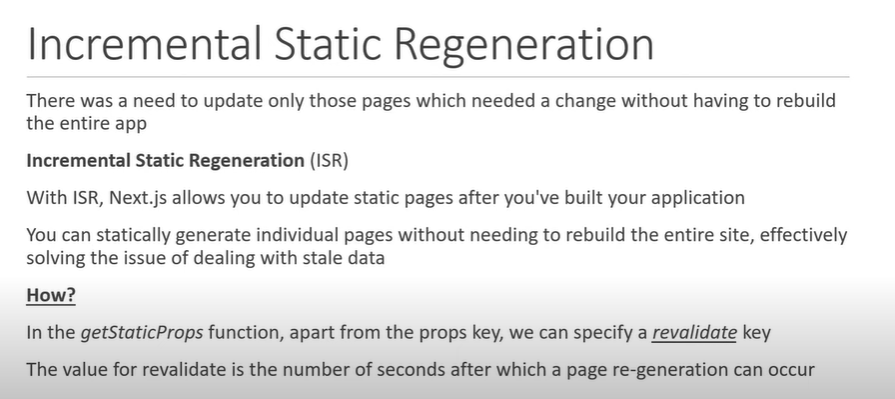 Incremental Static Regeneration
There was a need to update only those pages which needed a change without having to rebuild
the entire app
Incremental Static Regeneration (ISR)
With ISR, Next.js allows you to update static pages after you've built your application
You can statically generate individual pages without needing to rebuild the entire site, effectively
solving the issue of dealing with stale data
How?
In the getStaticProps function, apart from the props key, we can specify a revalidate key
The value for revalidate is the number of seconds after which a page re-generation can occur